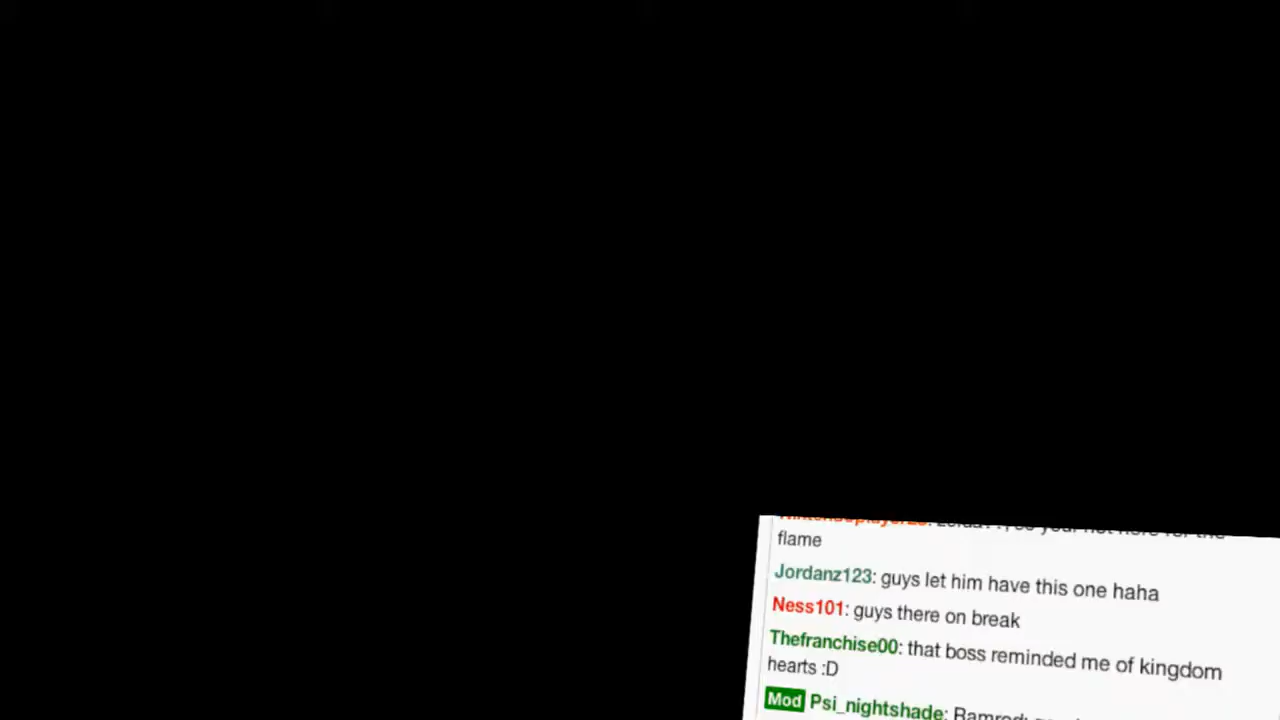 flame
Jordanz123: guys let him have this one haha
Ness101: guys there on break
Thefranchise00: that boss reminded me of kingdom
hearts :D
Mod Psi_nightshade: Ramrod: